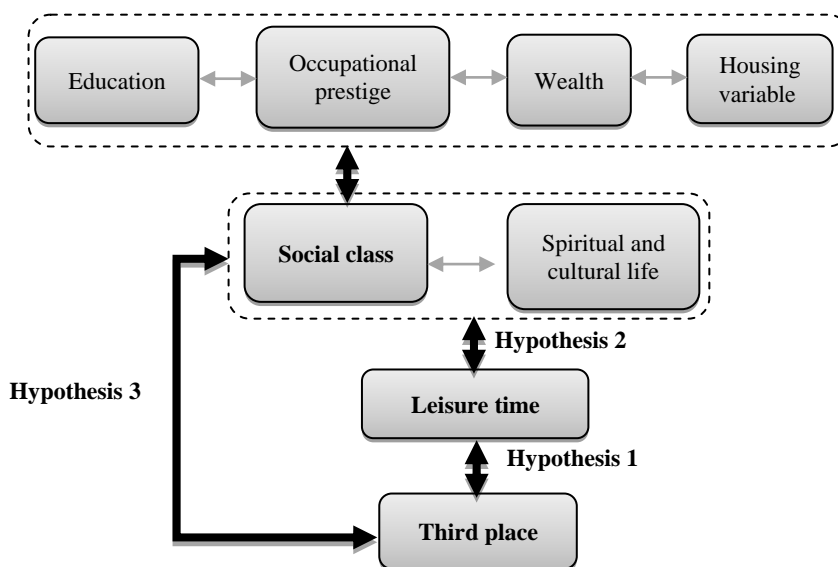 Education
Occupational
prestige
Wealth
Housing
variable
Social class
Spiritual and
cultural life
Hypothesis 2
Hypothesis 3
Leisure time
Hypothesis 1
Third place